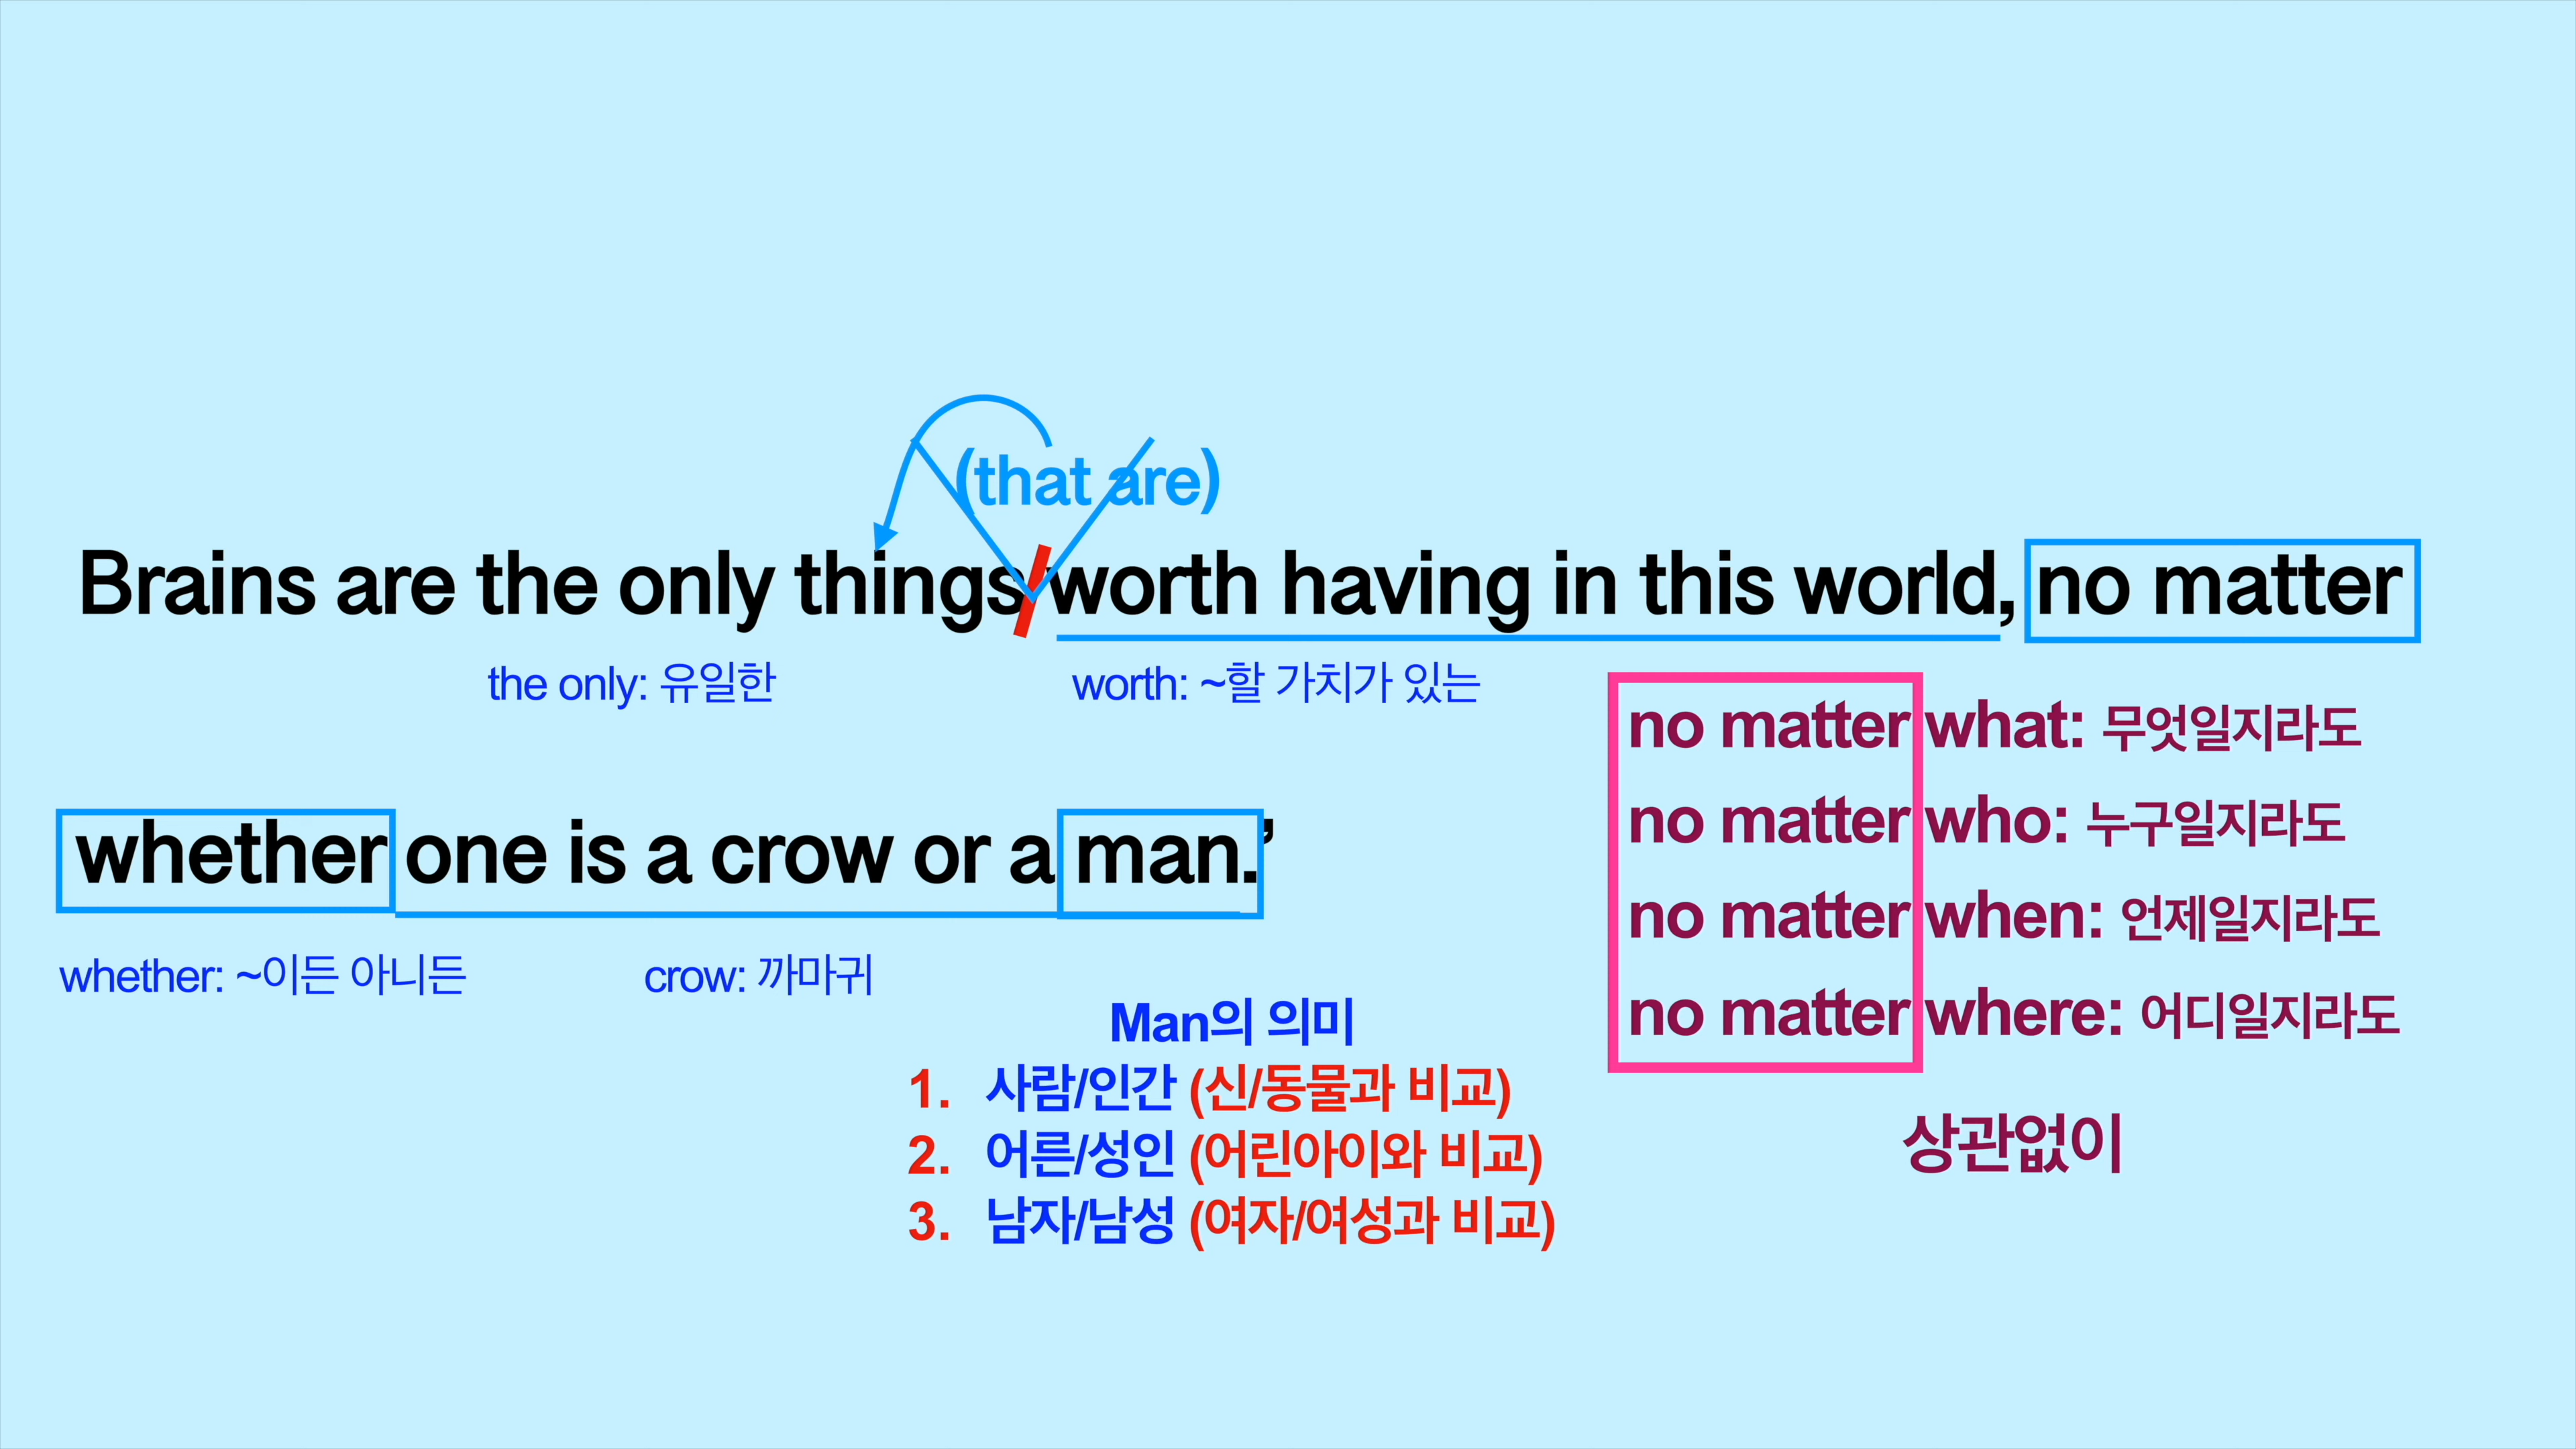 (that are)
Brains are the only things worth having in this world, no matter
the only: 유일한
worth: ~할 가치가 있는
no matter what: 무엇일지라도
no matter who: 누구일지라도
no matter when: 언제일지라도
no matter where: 어디일지라도
상관없이
whether one is a crow or a man.’
whether: ~이든 아니든
crow: 까마귀
Man의 의미
1. 사람/인간 (신/동물과 비교)
2. 어른/성인 (어린아이와 비교)
3. 남자/남성 (여자/여성과 비교)